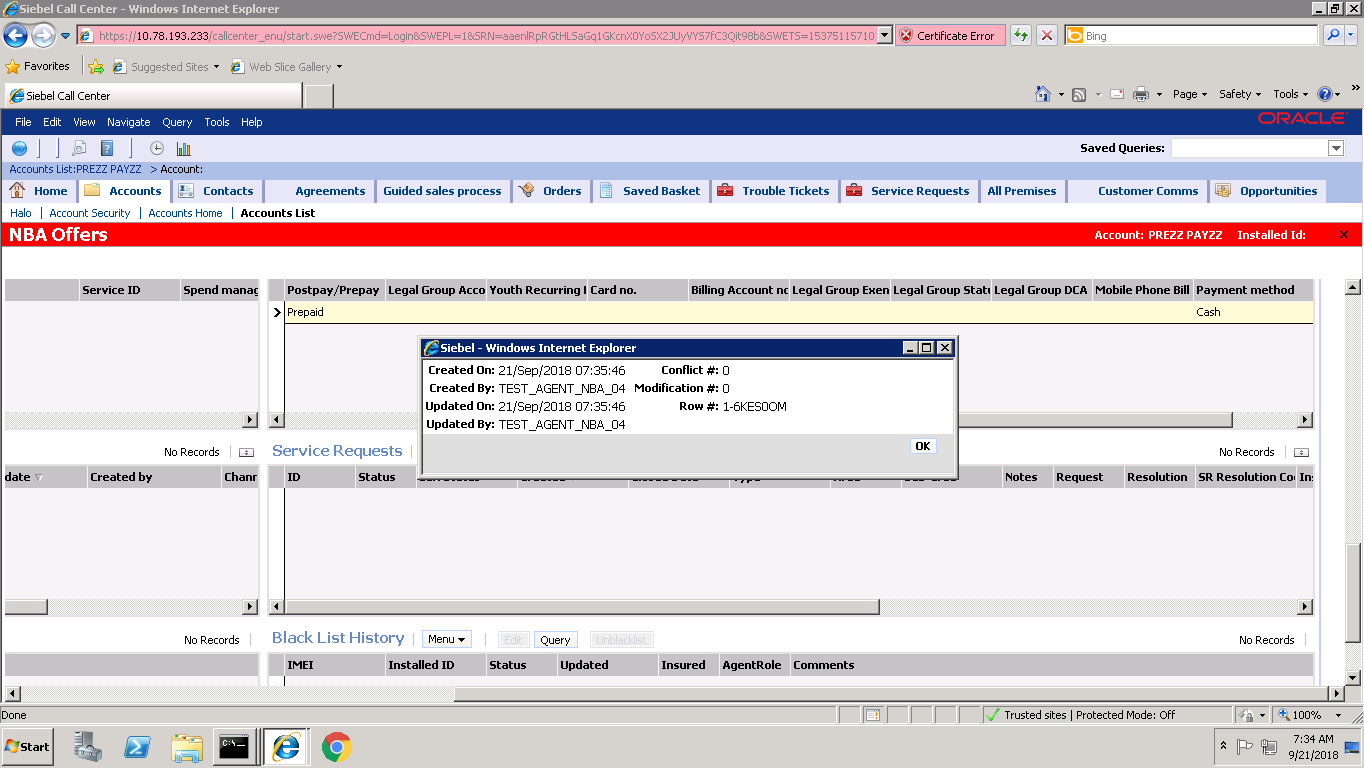 Siebel Call Center - Windows Internet Explorer
https://10.78.193.233/callcenter_enu/start.swe?SWECmd=Login&SWEPL=1&SRN=aaenlRpRGtHLSaGq1GKcnX0YoSX2JUyVYS7fC3Qit98b&SWETS=15375115710 Certificate Error Bing
Favorites Suggested Sites Web Slice Gallery
Siebel Call Center Page Safety Tools
File Edit View Navigate Query Tools Help ORACLE
Saved Queries:
Accounts List:PREZZ PAYZZ > Account:
Home Accounts Contacts Agreements Guided sales process Orders Saved Basket Trouble Tickets Service Requests All Premises Customer Comms Opportunities
Halo | Account Security | Accounts Home | Accounts List
NBA Offers Account: PREZZ PAYZZ Installed Id: ×
Service ID Spend manag Postpay/Prepay Legal Group Acco Youth Recurring Card no. Billing Account no Legal Group Exen Legal Group Statu Legal Group DCA Mobile Phone Bill Payment method
Prepaid Cash
Siebel - Windows Internet Explorer
Created On: 21/Sep/2018 07:35:46 Conflict #: 0
Created By: TEST_AGENT_NBA_04 Modification #: 0
Updated On: 21/Sep/2018 07:35:46 Row #: 1-6KES0OM
Updated By: TEST_AGENT_NBA_04
OK
No Records Service Requests No Records
date Created by Chann ID Status Notes Request Resolution SR Resolution Co Ins
No Records Black List History Menu Edit Query Unblacklist No Records
IMEI Installed ID Status Updated Insured AgentRole Comments
Done Trusted sites | Protected Mode: Off 100%
Start C:\. 7:34 AM
9/21/2018